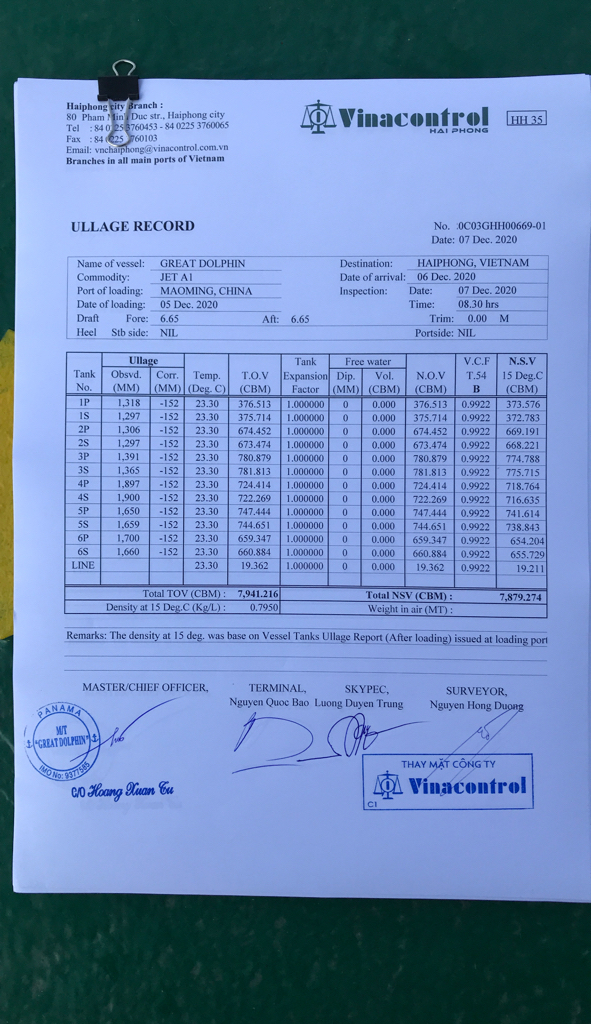 Haiphong city Branch :
80 Pham Minh Duc str., Haiphong city
Tel : 84 0225 3760453 - 84 0225 3760065
Fax : 84 0225 3760103
Email: vnchaiphong@vinacontrol.com.vn
Branches in all main ports of Vietnam
Vinacontrol
HAI PHONG
HH 35
ULLAGE RECORD
No. :0C03GHH00669-01
Date: 07 Dec. 2020
Name of vessel: GREAT DOLPHIN Destination: HAIPHONG, VIETNAM
Commodity: JET A1 Date of arrival: 06 Dec. 2020
Port of loading: MAOMING, CHINA Inspection: Date: 07 Dec. 2020
Date of loading: 05 Dec. 2020 Time: 08.30 hrs
Draft Fore: 6.65 Aft: 6.65 Trim: 0.00 M
Heel Stb side: NIL Portside: NIL
Tank No. Ullage Obsvd. (MM) Corr. (MM) Temp. (Deg. C) T.O.V (CBM) Tank Expansion Factor Free water Dip. (MM) Vol. (CBM) N.O.V (CBM) V.C.F T.54 B N.S.V 15 Deg.C (CBM)
1P 1,318 -152 23.30 376.513 1.000000 0 0.000 376.513 0.9922 373.576
1S 1,297 -152 23.30 375.714 1.000000 0 0.000 375.714 0.9922 372.783
2P 1,306 -152 23.30 674.452 1.000000 0 0.000 674.452 0.9922 669.191
2S 1,297 -152 23.30 673.474 1.000000 0 0.000 673.474 0.9922 668.221
3P 1,391 -152 23.30 780.879 1.000000 0 0.000 780.879 0.9922 774.788
3S 1,365 -152 23.30 781.813 1.000000 0 0.000 781.813 0.9922 775.715
4P 1,897 -152 23.30 724.414 1.000000 0 0.000 724.414 0.9922 718.764
4S 1,900 -152 23.30 722.269 1.000000 0 0.000 722.269 0.9922 716.635
5P 1,650 -152 23.30 747.444 1.000000 0 0.000 747.444 0.9922 741.614
5S 1,659 -152 23.30 744.651 1.000000 0 0.000 744.651 0.9922 738.843
6P 1,700 -152 23.30 659.347 1.000000 0 0.000 659.347 0.9922 654.204
6S 1,660 -152 23.30 660.884 1.000000 0 0.000 660.884 0.9922 655.729
LINE 23.30 19.362 1.000000 0 0.000 19.362 0.9922 19.211
Total TOV (CBM) : 7,941.216 Total NSV (CBM) : 7,879.274
Density at 15 Deg.C (Kg/L) : 0.7950 Weight in air (MT) :
Remarks: The density at 15 deg. was base on Vessel Tanks Ullage Report (After loading) issued at loading port
MASTER/CHIEF OFFICER, TERMINAL, SKYPEC, SURVEYOR,
Nguyen Quoc Bao Luong Duyen Trung Nguyen Hong Duong
PANAMA
M/T
"GREAT DOLPHIN"
IMO No: 9377585
C/O Hoang Xuan Tu
THAY MẶT CÔNG TY
Vinacontrol
C1